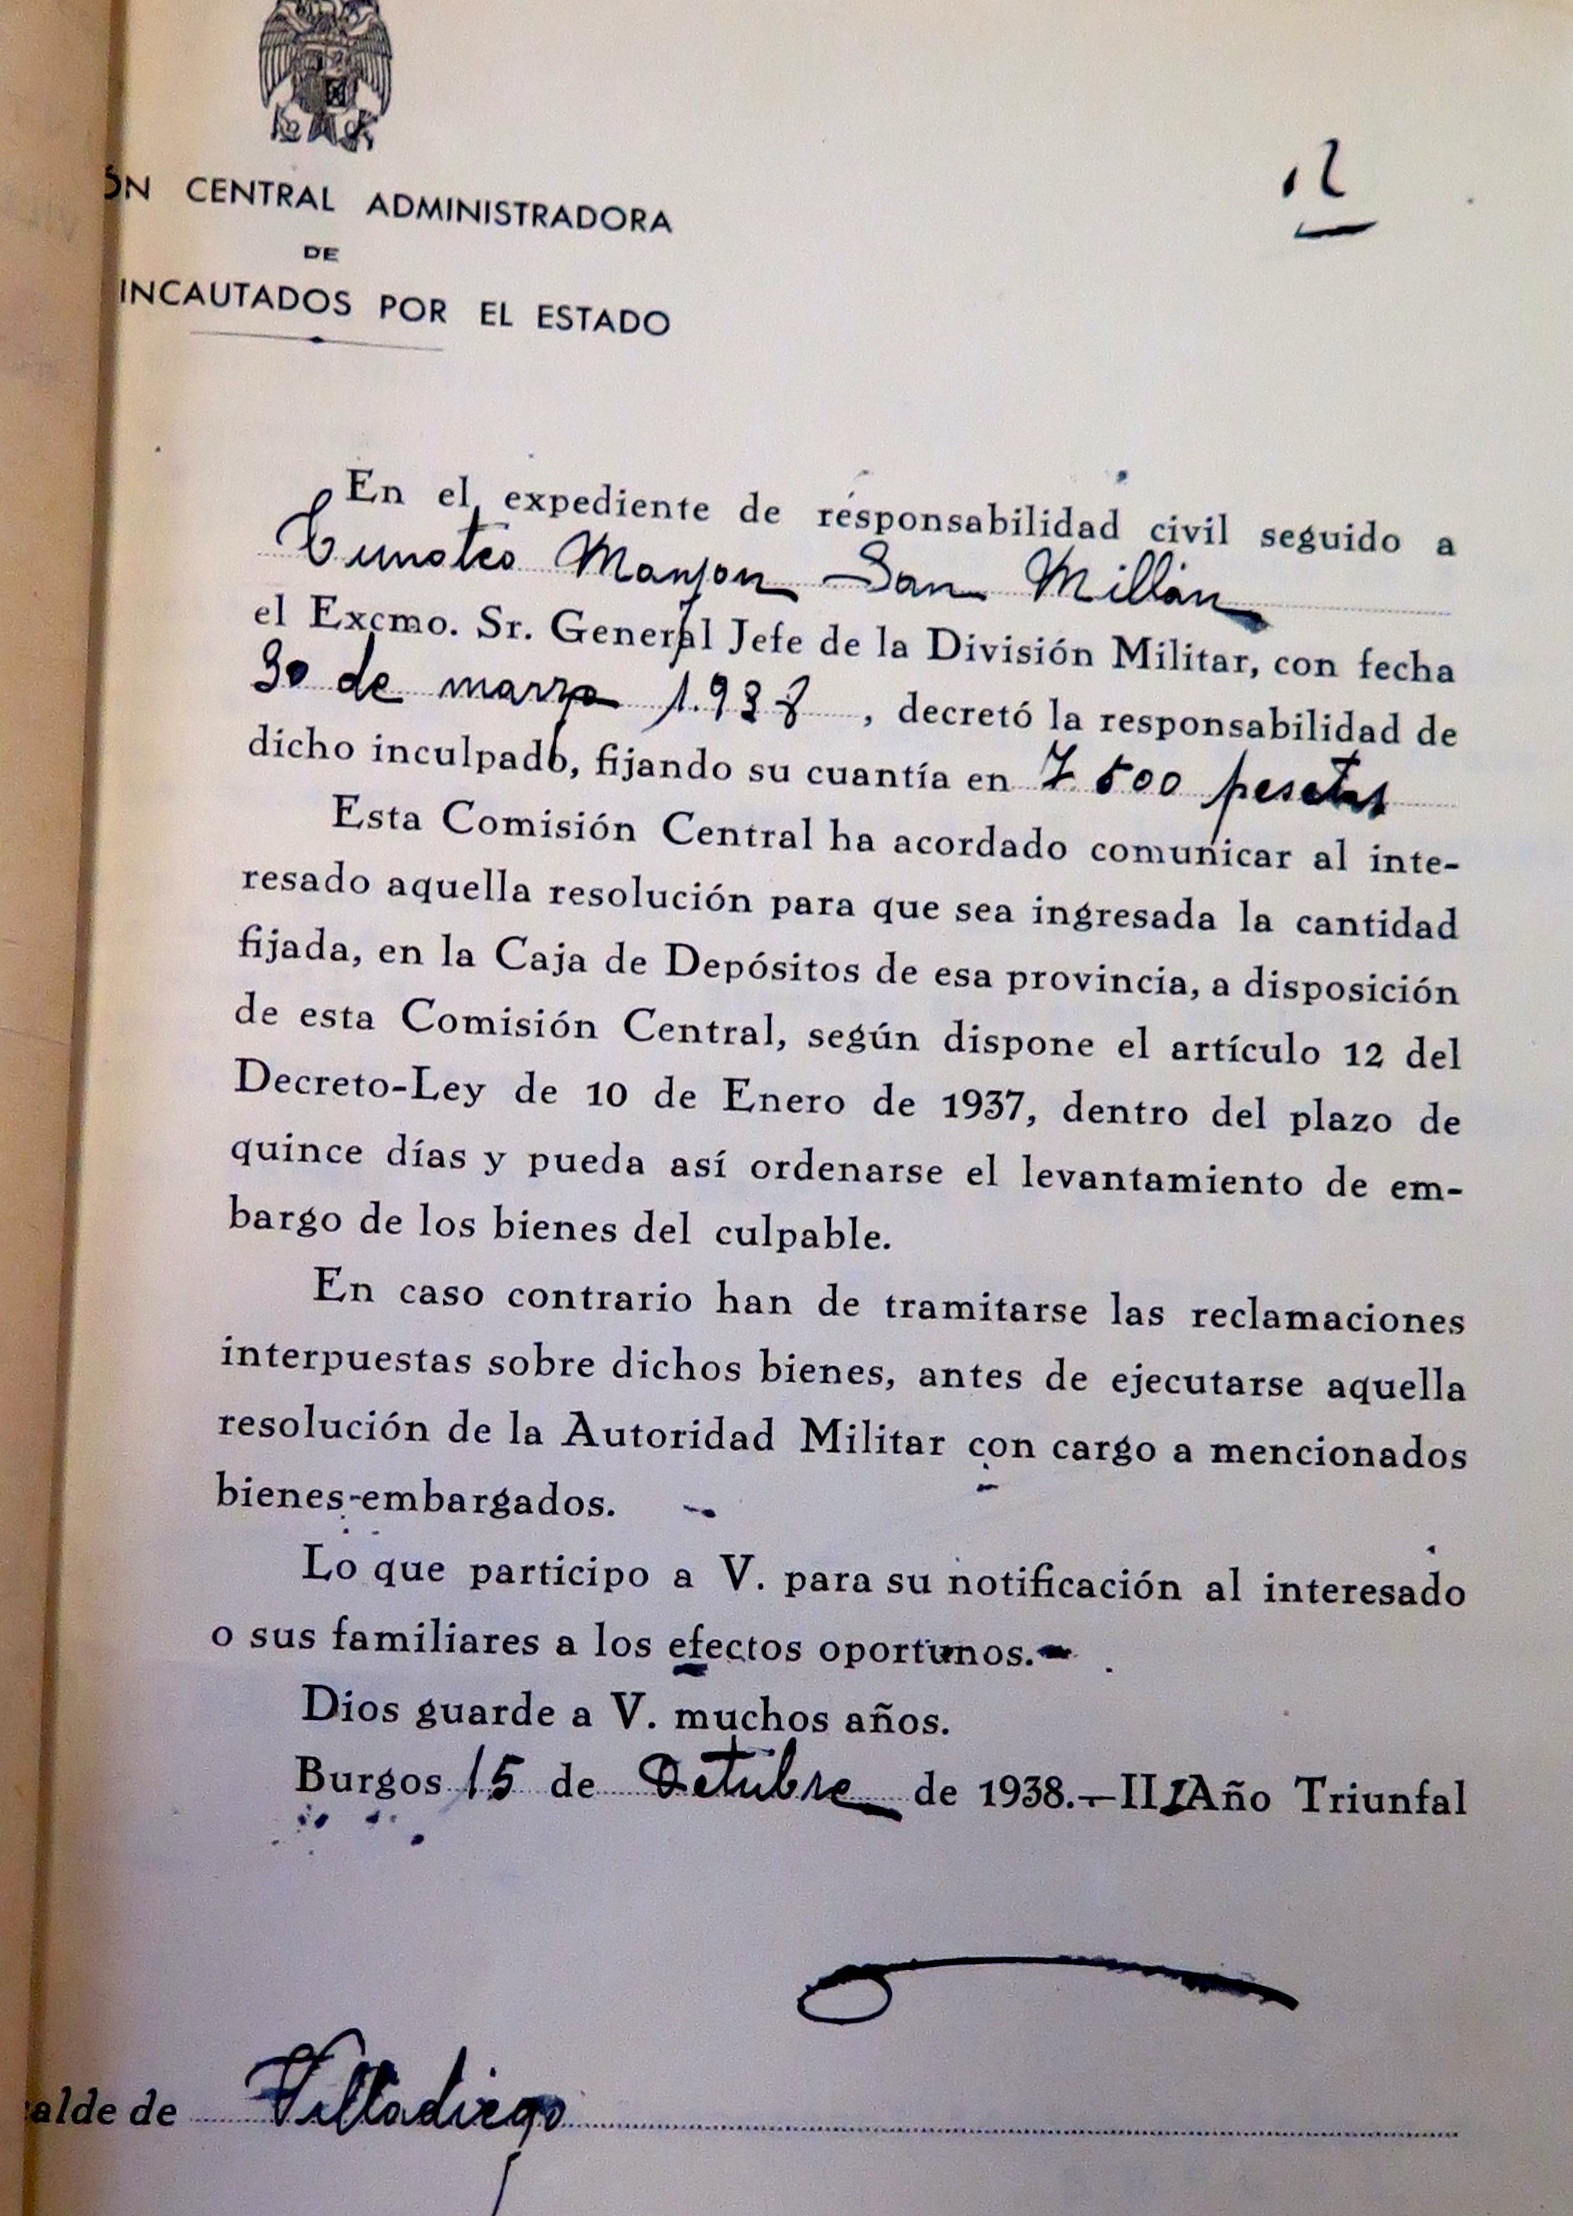 12
ÓN CENTRAL ADMINISTRADORA
DE
INCAUTADOS POR EL ESTADO
En el expediente de responsabilidad civil seguido a
Timoteo Manjon San Millán
el Excmo. Sr. General Jefe de la División Militar, con fecha
30 de marzo 1.938, decretó la responsabilidad de
dicho inculpado, fijando su cuantía en 7.500 pesetas
Esta Comisión Central ha acordado comunicar al inte-
resado aquella resolución para que sea ingresada la cantidad
fijada, en la Caja de Depósitos de esa provincia, a disposición
de esta Comisión Central, según dispone el artículo 12 del
Decreto-Ley de 10 de Enero de 1937, dentro del plazo de
quince días y pueda así ordenarse el levantamiento de em-
bargo de los bienes del culpable.
En caso contrario han de tramitarse las reclamaciones
interpuestas sobre dichos bienes, antes de ejecutarse aquella
resolución de la Autoridad Militar con cargo a mencionados
bienes-embargados.
Lo que participo a V. para su notificación al interesado
o sus familiares a los efectos oportunos.-
Dios guarde a V. muchos años.
Burgos 15 de Octubre de 1938.-III Año Triunfal
alde de Villadiego